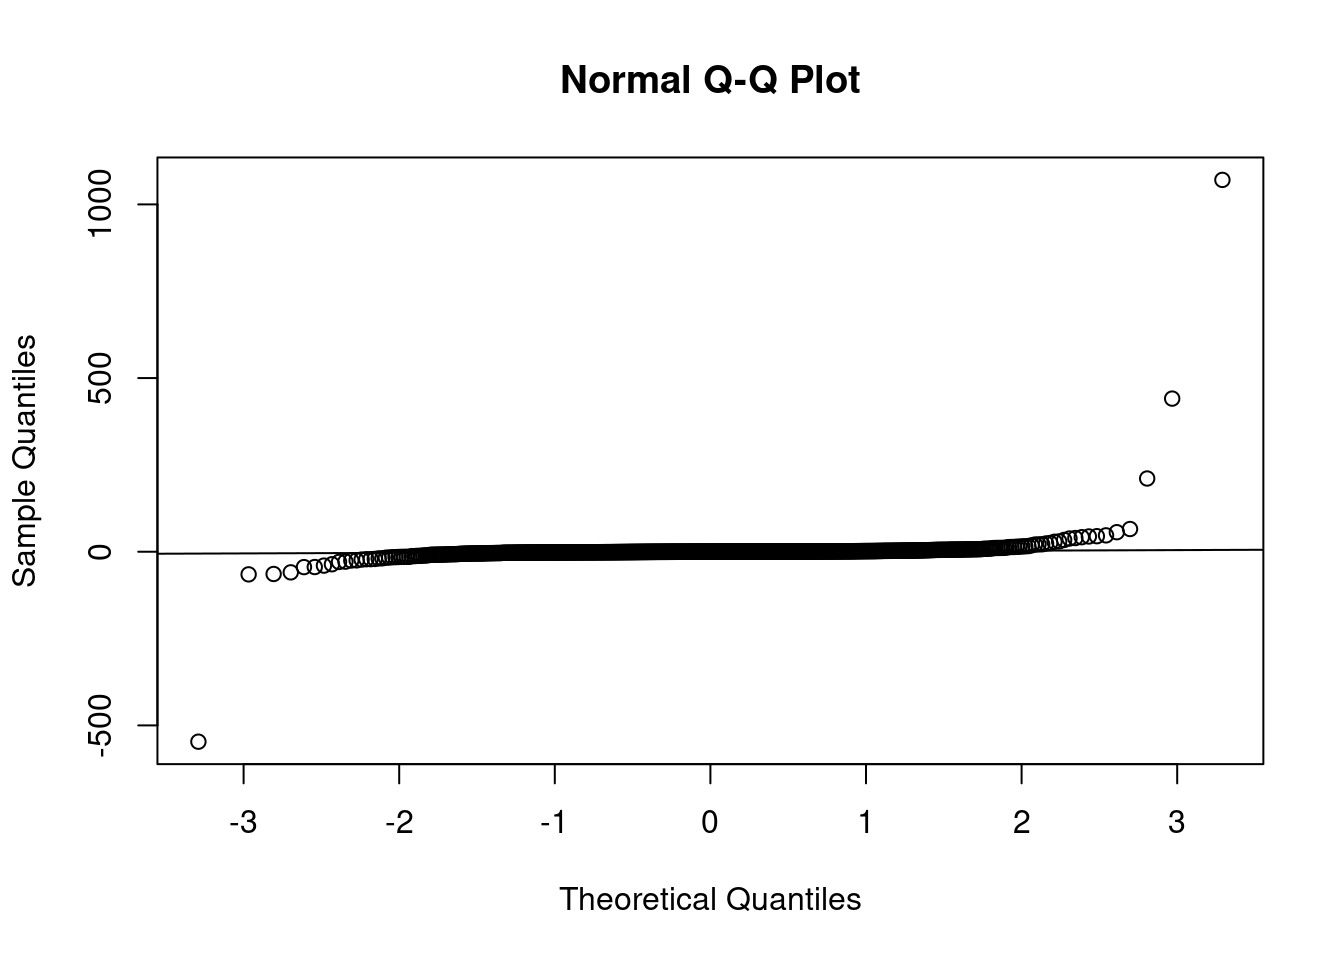 Normal Q-Q Plot
Sample Quantiles
1000
500
0
-500
-3 -2 -1 0 1 2 3
Theoretical Quantiles